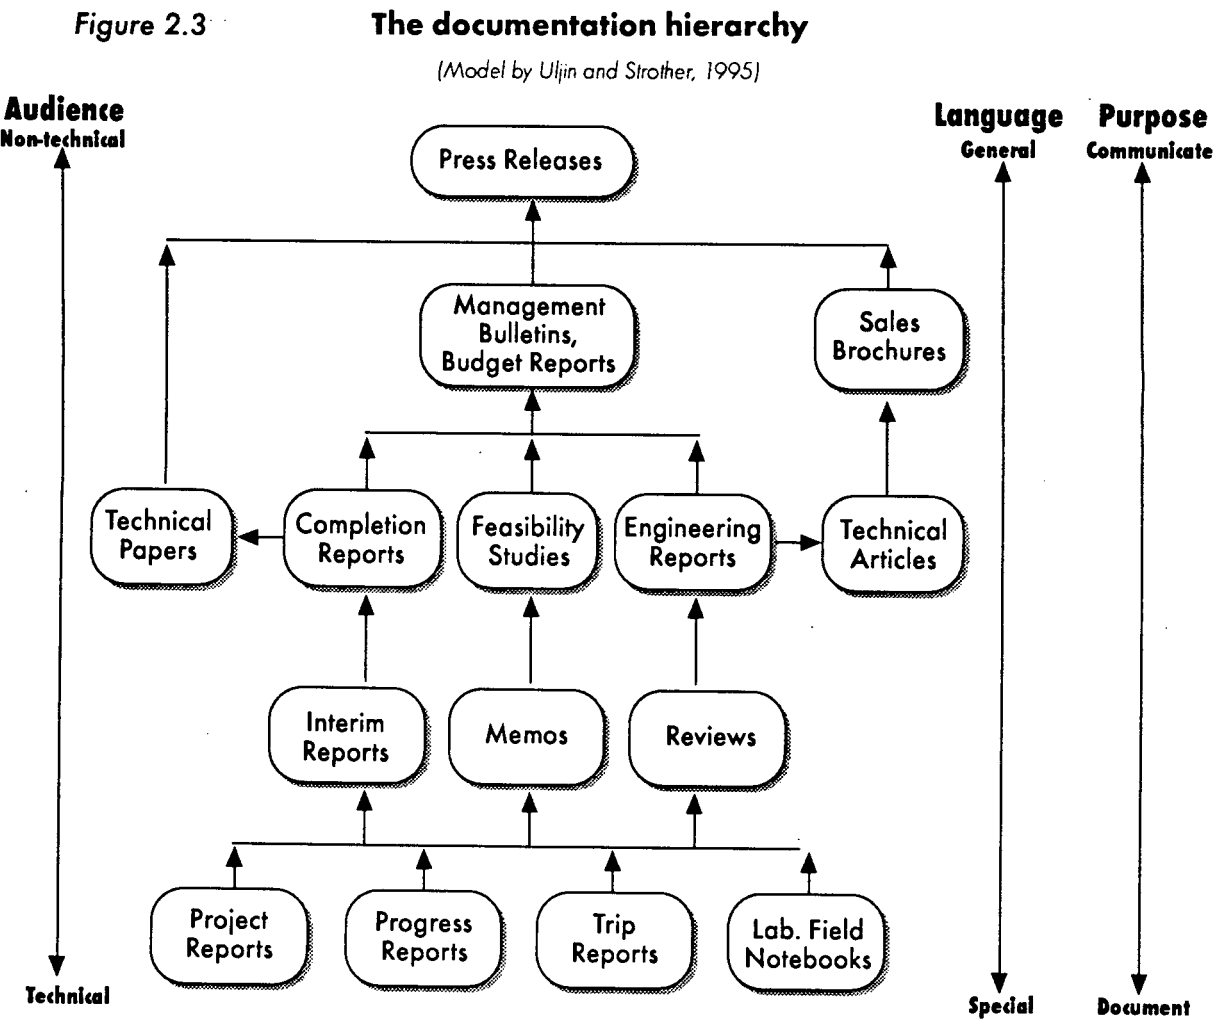 Figure 2.3
The documentation hierarchy
(Model by Uljin and Strother, 1995)
Audience
Non-technical
Language
General
Purpose
Communicate
Press Releases
Management
Bulletins,
Budget Reports
Sales
Brochures
Technical
Papers
Completion
Reports
Feasibility
Studies
Engineering
Reports
Technical
Articles
Interim
Reports
Memos
Reviews
Project
Reports
Progress
Reports
Trip
Reports
Lab. Field
Notebooks
Technical
Special
Document